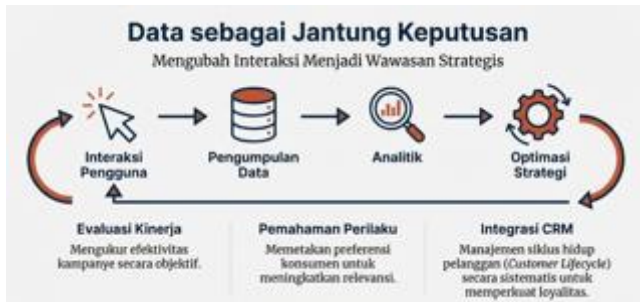 Data sebagai Jantung Keputusan
Mengubah Interaksi Menjadi Wawasan Strategis
Interaksi
Pengguna
Pengumpulan
Data
Analitik
Optimasi
Strategi
Evaluasi Kinerja
Mengukur efektivitas
kampanye secara objektif.
Pemahaman Perilaku
Memetakan preferensi
konsumen untuk
meningkatkan relevansi.
Integrasi CRM
Manajemen siklus hidup
pelanggan (Customer Lifecycle)
secara sistematis untuk
memperkuat loyalitas.